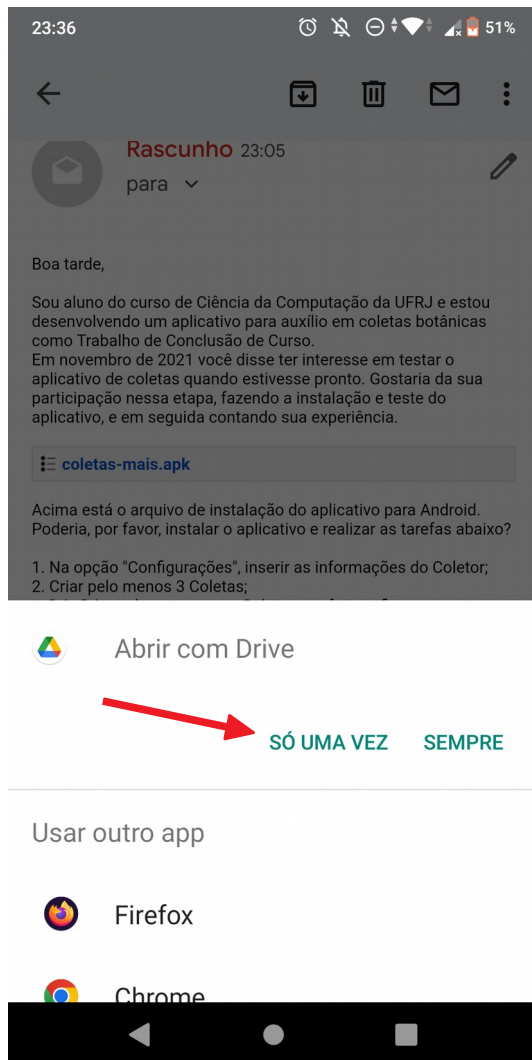 23:36
51%
Rascunho 23:05
para
Boa tarde,
Sou aluno do curso de Ciência da Computação da UFRJ e estou
desenvolvendo um aplicativo para auxílio em coletas botânicas
como Trabalho de Conclusão de Curso.
Em novembro de 2021 você disse ter interesse em testar o
aplicativo de coletas quando estivesse pronto. Gostaria da sua
participação nessa etapa, fazendo a instalação e teste do
aplicativo, e em seguida contando sua experiência.
coletas-mais.apk
Acima está o arquivo de instalação do aplicativo para Android.
Poderia, por favor, instalar o aplicativo e realizar as tarefas abaixo?
1. Na opção "Configurações", inserir as informações do Coletor;
2. Criar pelo menos 3 Coletas;
Abrir com Drive
SÓ UMA VEZ SEMPRE
Usar outro app
Firefox
Chrome